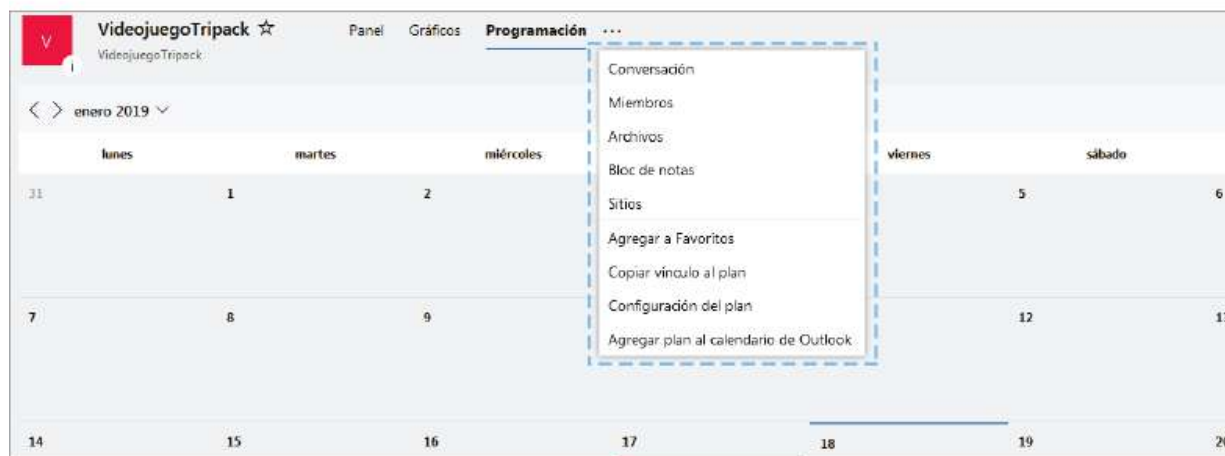 V
VideojuegoTripack ☆ Panel Gráficos Programación ...
i
VideojuegoTripack
Conversación
Miembros
Archivos
Bloc de notas
Sitios
Agregar a Favoritos
Copiar vínculo al plan
Configuración del plan
Agregar plan al calendario de Outlook
< > enero 2019
lunes martes miércoles viernes sábado
31 1 2 5 6
7 8 9 12
14 15 16 17 18 19